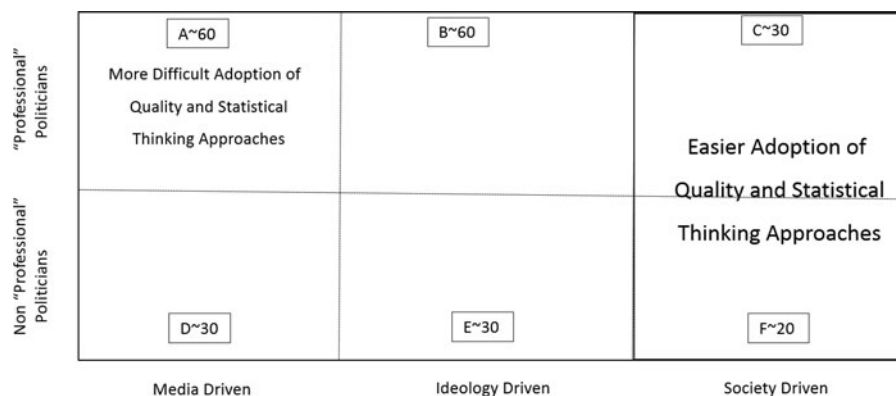 A~60
B~60
C~30
More Difficult Adoption of
Quality and Statistical
Thinking Approaches
"Professional"
Politicians
Easier Adoption of
Quality and Statistical
Thinking Approaches
Non "Professional"
Politicians
D~30
E~30
F~20
Media Driven
Ideology Driven
Society Driven